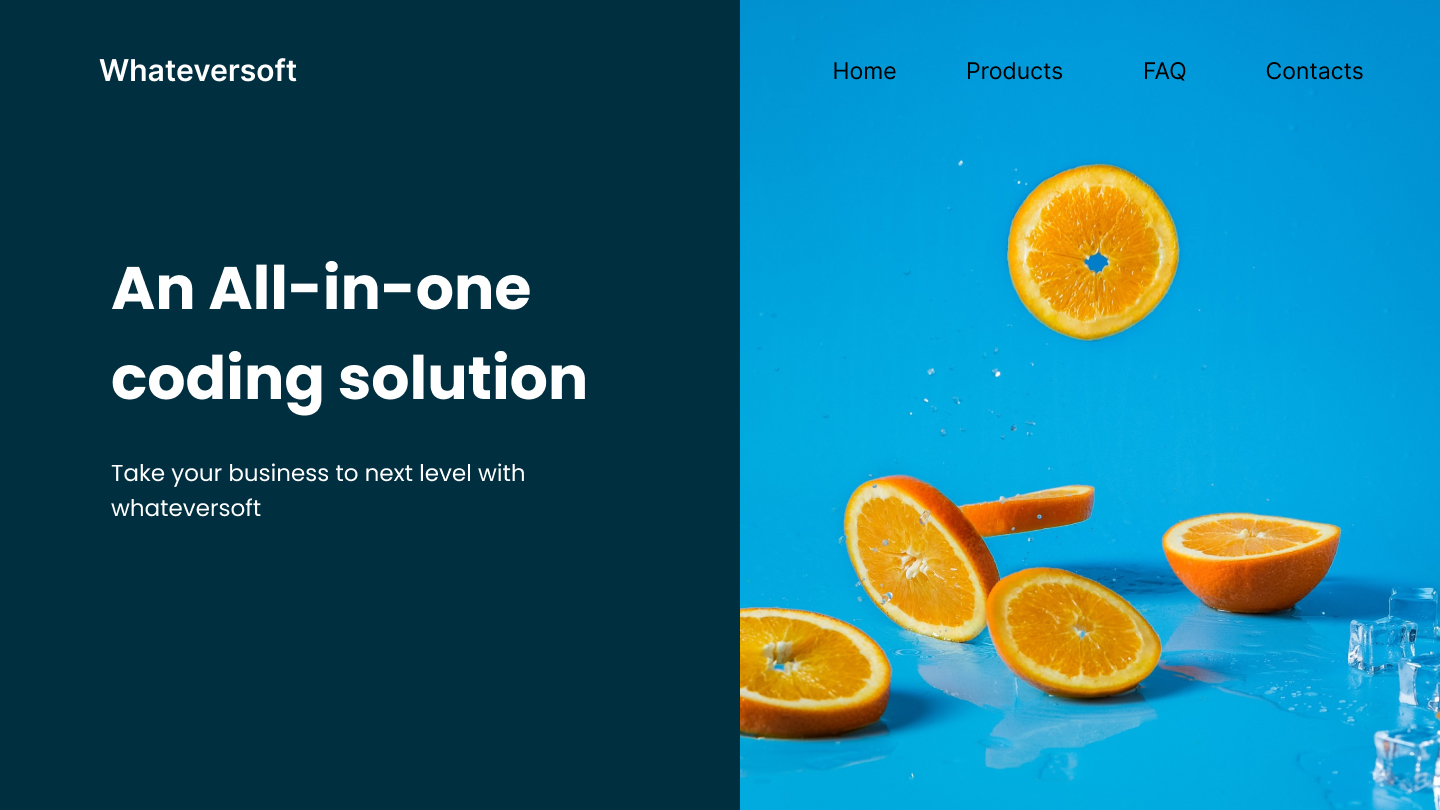 Whateversoft
Home Products FAQ Contacts
An All-in-one
coding solution
Take your business to next level with
whateversoft